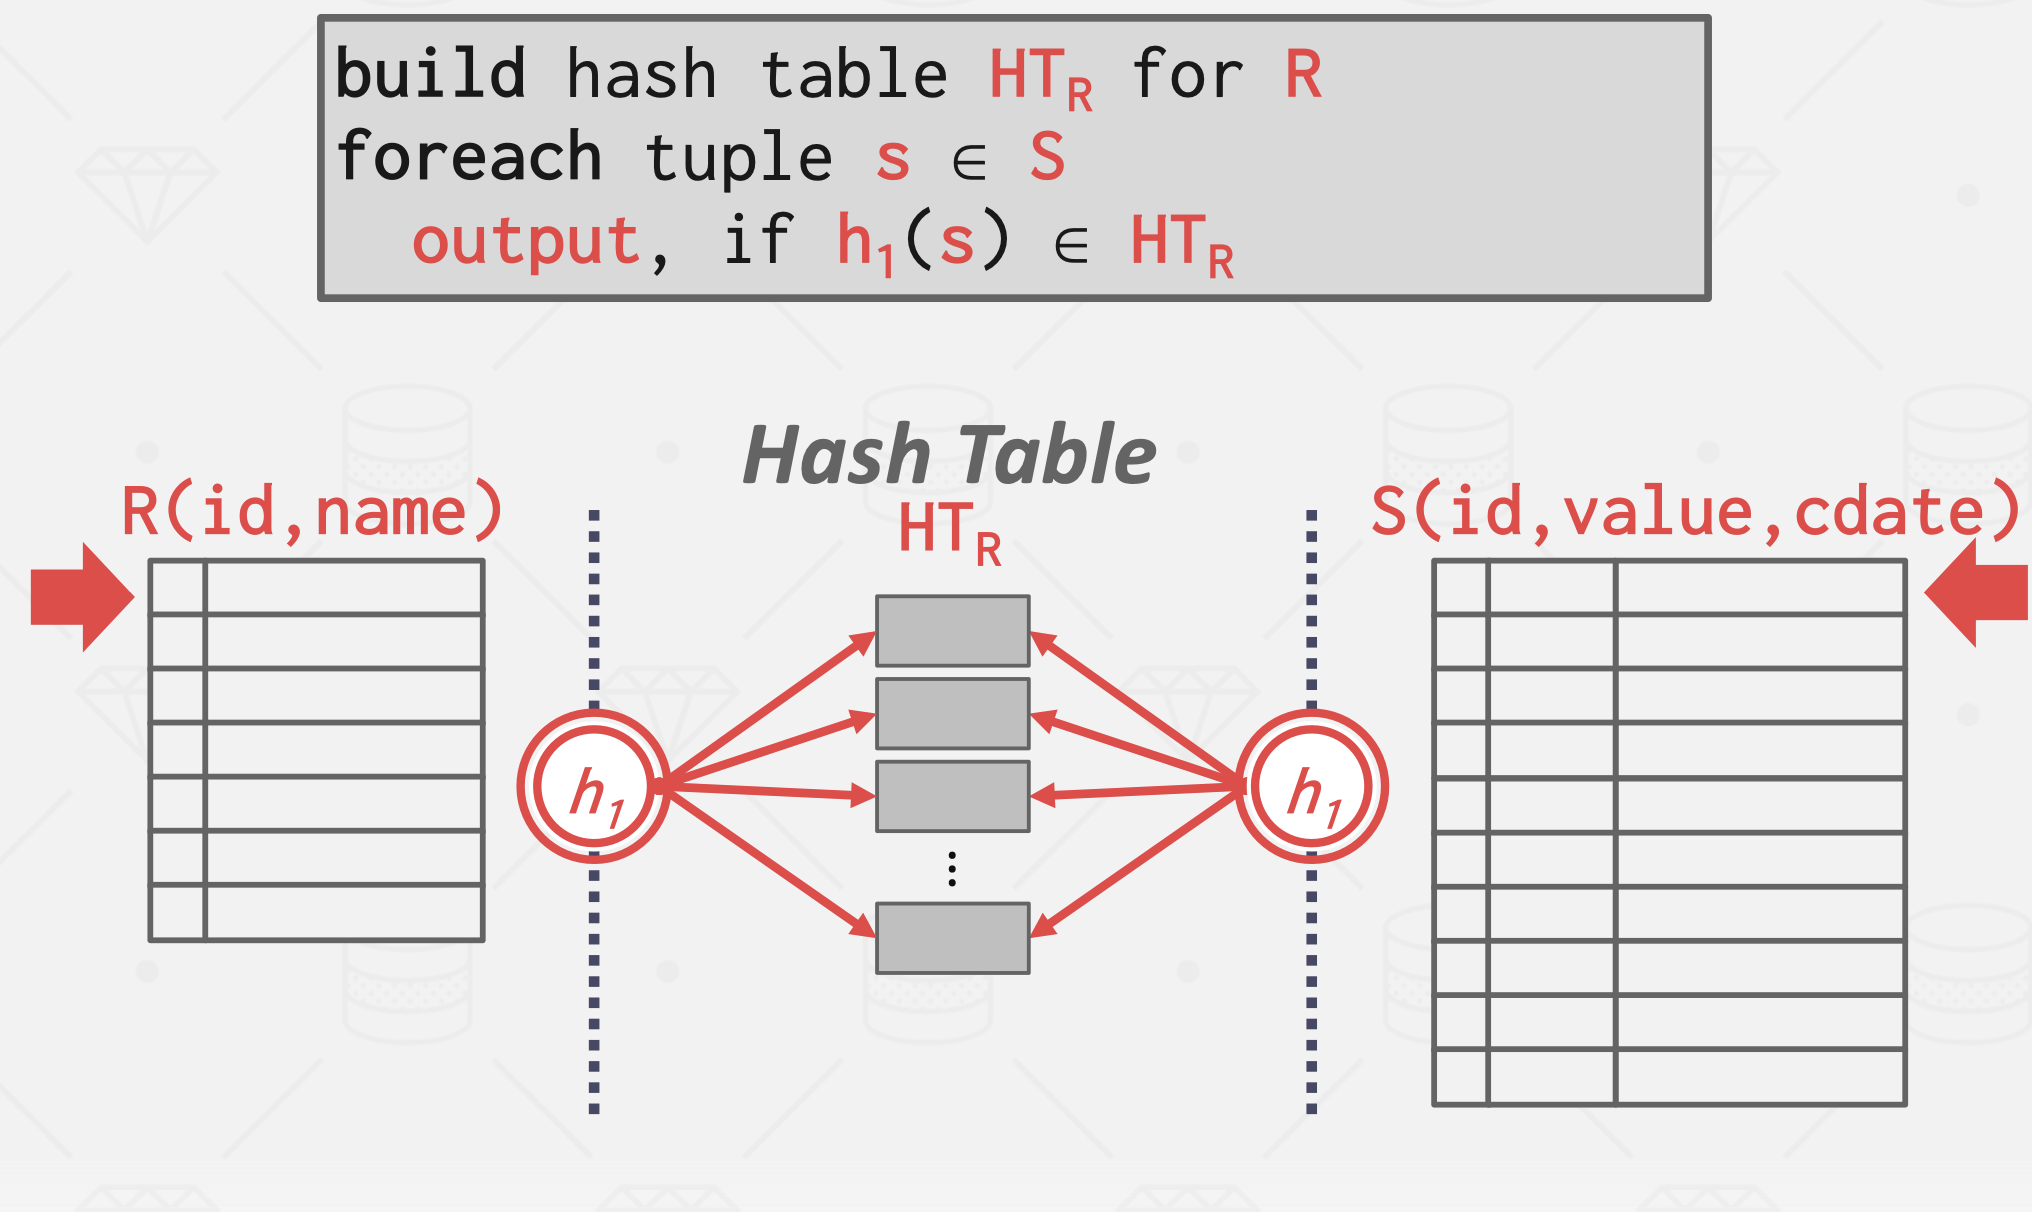 build hash table HT_R for R
foreach tuple s ∈ S
output, if h_1(s) ∈ HT_R
Hash Table
R(id,name)
HT_R
S(id,value,cdate)
h_1
h_1
⋮